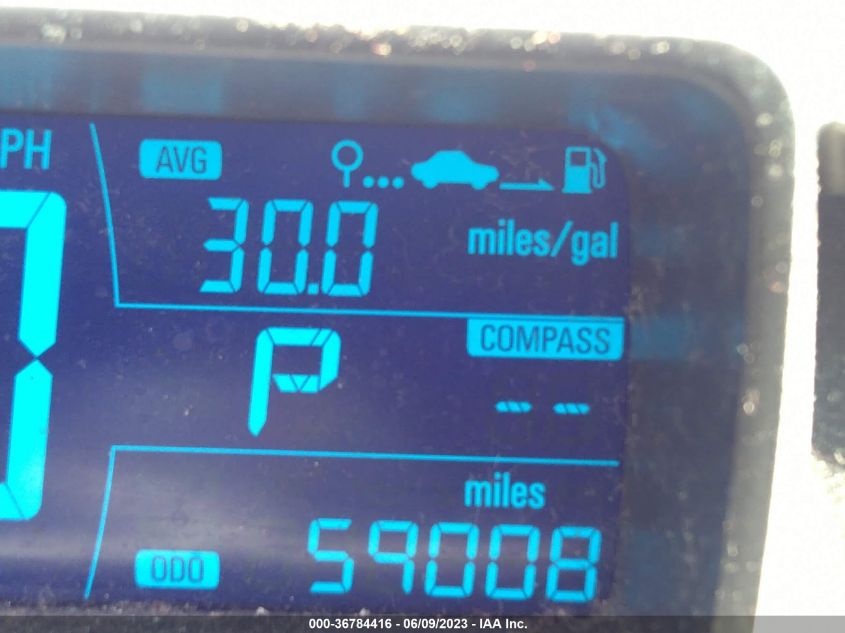 PH
AVG
30.0
miles/gal
P
COMPASS
--
miles
ODO
59008
000-36784416 - 06/09/2023 - IAA Inc.